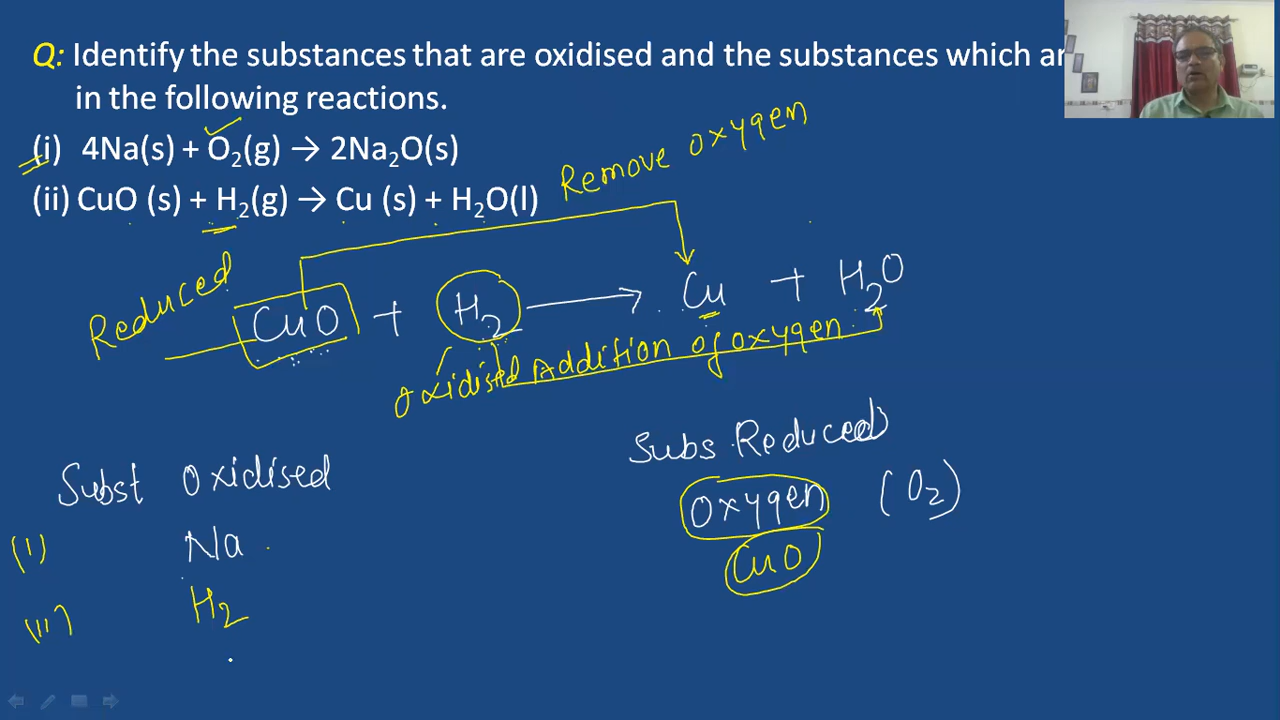 Q: Identify the substances that are oxidised and the substances which ar
in the following reactions.
(i) 4Na(s) + O₂(g) → 2Na₂O(s)
(ii) CuO (s) + H₂(g) → Cu (s) + H₂O(l)
Remove oxygen
Reduced
CuO + H₂ → Cu + H₂O
Oxidised Addition of oxygen
Subst Oxidised
Subs Reduced
(i) Na
Oxygen (O₂)
CuO
(ii) H₂